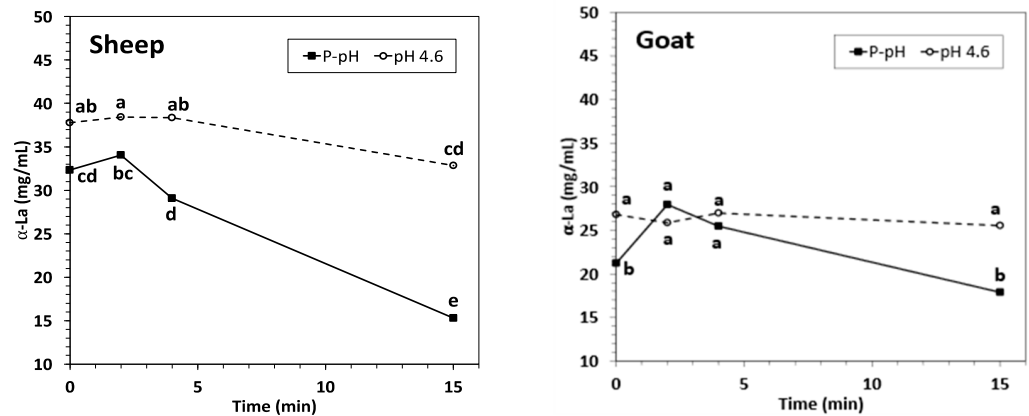 Sheep
P-pH pH 4.6
α-La (mg/mL)
50
45
40
35
30
25
20
15
10
ab
a
ab
cd
cd
bc
d
e
0 5 10 15
Time (min)
Goat
P-pH pH 4.6
α-La (mg/mL)
50
45
40
35
30
25
20
15
10
a
a
a
a
b
a
a
b
0 5 10 15
Time (min)